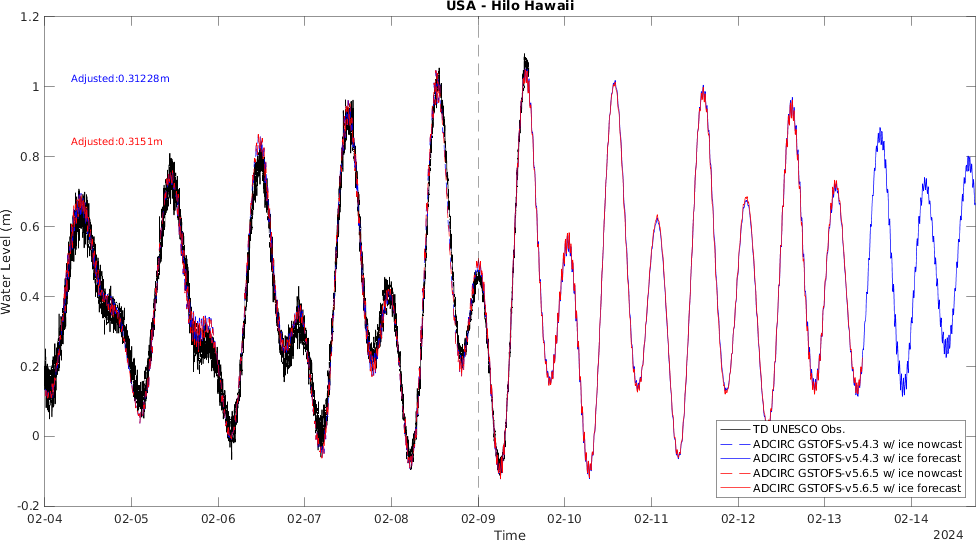 USA - Hilo Hawaii
1.2
1
0.8
0.6
0.4
0.2
0
-0.2
Water Level (m)
Adjusted:0.31228m
Adjusted:0.3151m
TD UNESCO Obs.
ADCIRC GSTOFS-v5.4.3 w/ ice nowcast
ADCIRC GSTOFS-v5.4.3 w/ ice forecast
ADCIRC GSTOFS-v5.6.5 w/ ice nowcast
ADCIRC GSTOFS-v5.6.5 w/ ice forecast
02-04 02-05 02-06 02-07 02-08 02-09 02-10 02-11 02-12 02-13 02-14
Time
2024